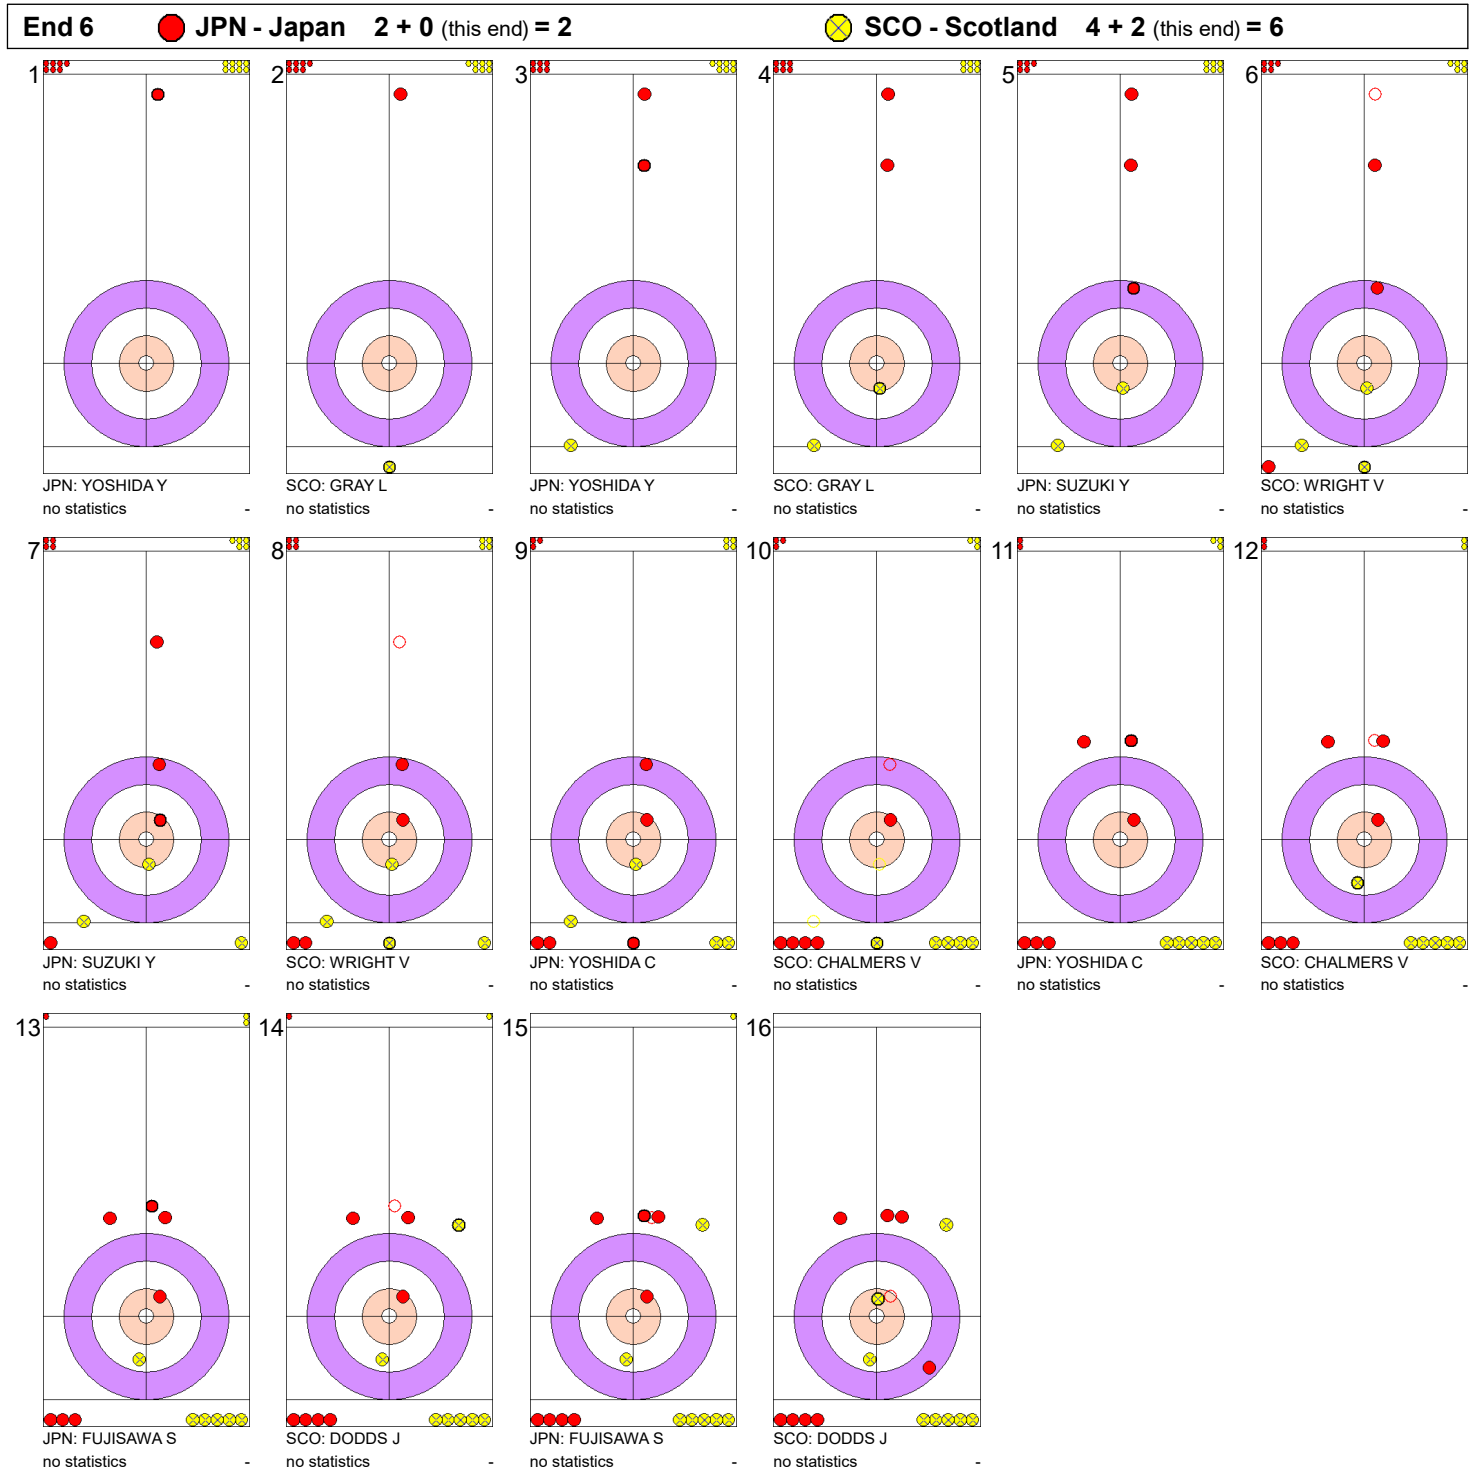 End 6 JPN - Japan 2 + 0 (this end) = 2 SCO - Scotland 4 + 2 (this end) = 6
1 2 3 4 5 6
JPN: YOSHIDA Y SCO: GRAY L JPN: YOSHIDA Y SCO: GRAY L JPN: SUZUKI Y SCO: WRIGHT V
no statistics - no statistics - no statistics - no statistics - no statistics - no statistics -
7 8 9 10 11 12
JPN: SUZUKI Y SCO: WRIGHT V JPN: YOSHIDA C SCO: CHALMERS V JPN: YOSHIDA C SCO: CHALMERS V
no statistics - no statistics - no statistics - no statistics - no statistics - no statistics -
13 14 15 16
JPN: FUJISAWA S SCO: DODDS J JPN: FUJISAWA S SCO: DODDS J
no statistics - no statistics - no statistics - no statistics -